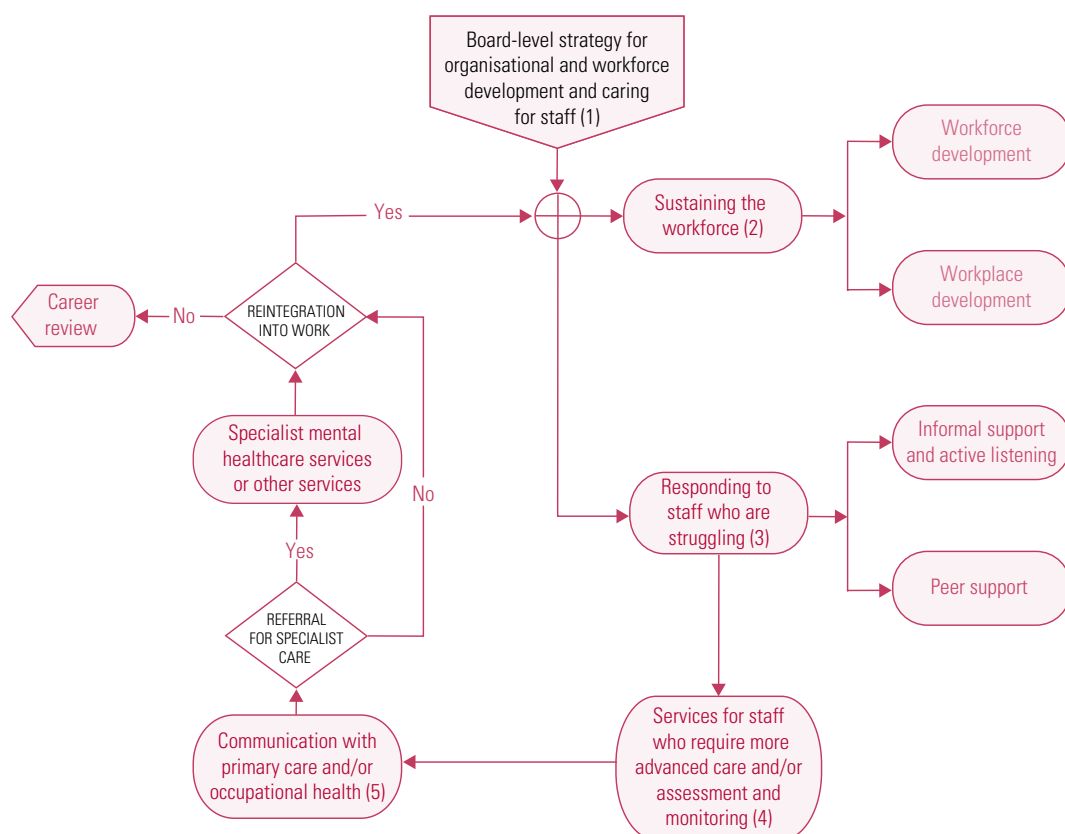 Board-level strategy for
organisational and workforce
development and caring
for staff (1)
Workforce
development
Yes
Sustaining the
workforce (2)
Career
review
No
REINTEGRATION
INTO WORK
Workplace
development
Specialist mental
healthcare services
or other services
No
Informal support
and active listening
Responding to
staff who are
struggling (3)
Yes
Peer support
REFERRAL
FOR SPECIALIST
CARE
Communication with
primary care and/or
occupational health (5)
Services for staff
who require more
advanced care and/or
assessment and
monitoring (4)